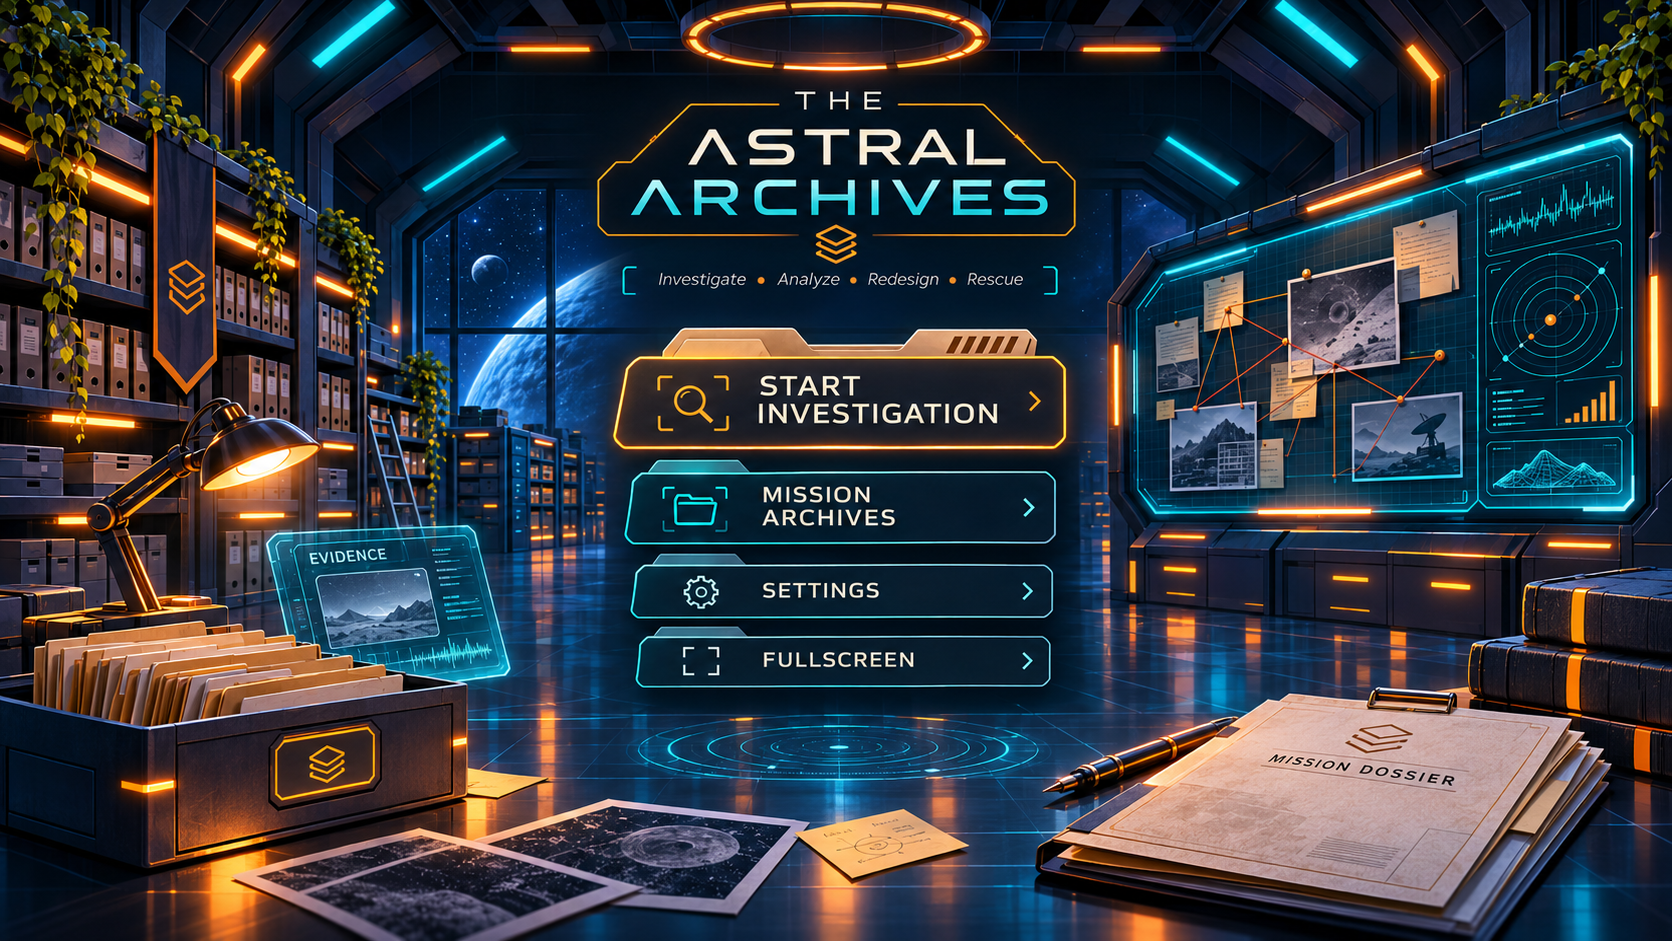 THE
ASTRAL
ARCHIVES
Investigate • Analyze • Redesign • Rescue
START
INVESTIGATION
MISSION
ARCHIVES
SETTINGS
FULLSCREEN
EVIDENCE
MISSION DOSSIER